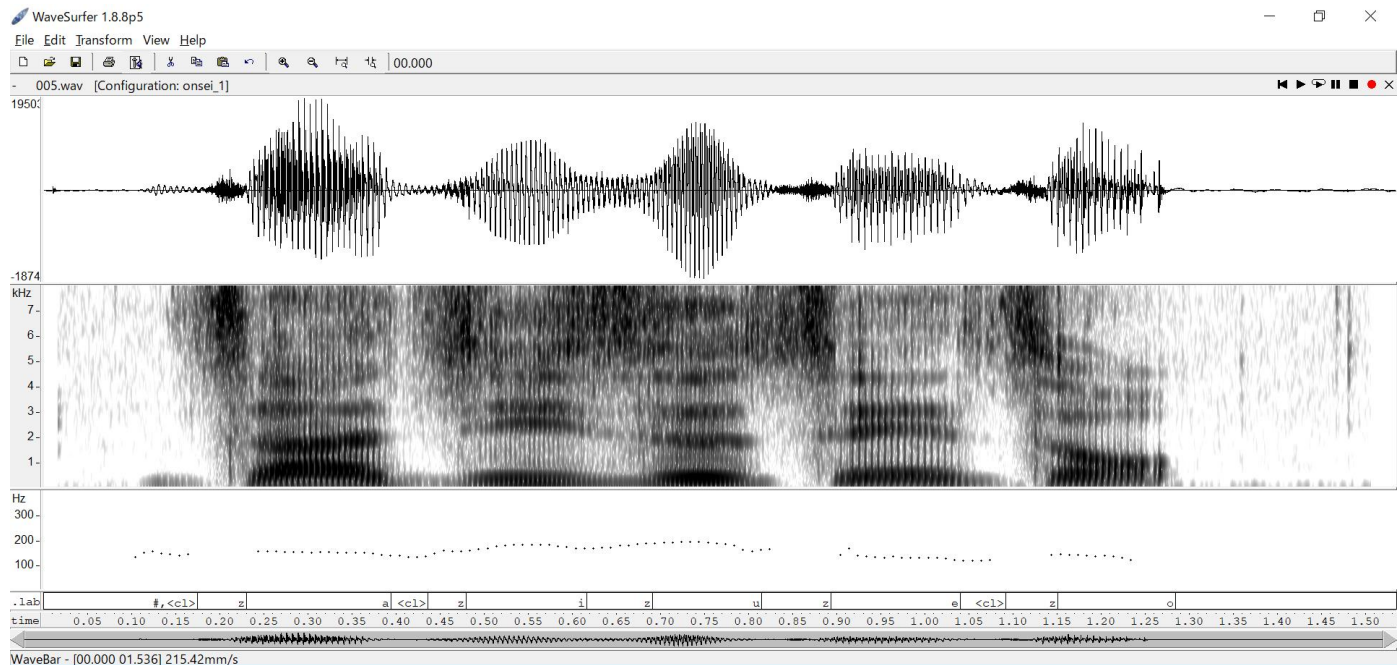 WaveSurfer 1.8.8p5
File Edit Transform View Help
00.000
- 005.wav [Configuration: onsei_1]
19503
-1874
kHz
7
6
5
4
3
2
1
Hz
300
200
100
.lab #,<cl> z a <cl> z i z u z e <cl> z o
time 0.05 0.10 0.15 0.20 0.25 0.30 0.35 0.40 0.45 0.50 0.55 0.60 0.65 0.70 0.75 0.80 0.85 0.90 0.95 1.00 1.05 1.10 1.15 1.20 1.25 1.30 1.35 1.40 1.45 1.50
WaveBar - [00.000 01.536] 215.42mm/s